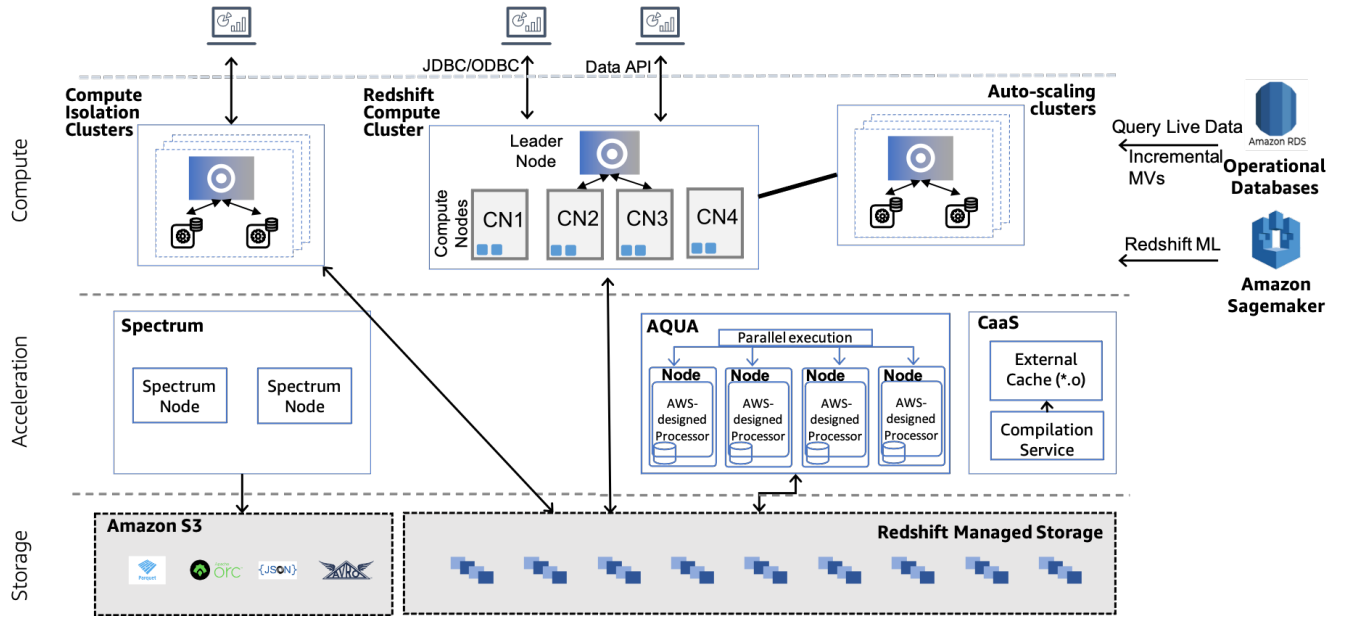 JDBC/ODBC
Data API
Compute
Isolation
Clusters
Redshift
Compute
Cluster
Auto-scaling
clusters
Leader
Node
Compute
Nodes
CN1
CN2
CN3
CN4
Query Live Data
Incremental
MVs
Amazon RDS
Operational
Databases
Redshift ML
Amazon
Sagemaker
Compute
Spectrum
Spectrum
Node
Spectrum
Node
AQUA
Parallel execution
Node
AWS-
designed
Processor
Node
AWS-
designed
Processor
Node
AWS-
designed
Processor
Node
AWS-
designed
Processor
CaaS
External
Cache (*.o)
Compilation
Service
Acceleration
Amazon S3
Parquet
orc
{JSON}
AVRO
Redshift Managed Storage
Storage